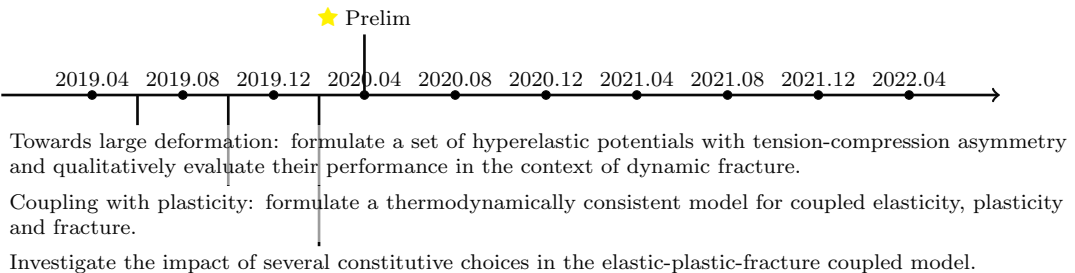 Prelim
2019.04 2019.08 2019.12 2020.04 2020.08 2020.12 2021.04 2021.08 2021.12 2022.04
Towards large deformation: formulate a set of hyperelastic potentials with tension-compression asymmetry
and qualitatively evaluate their performance in the context of dynamic fracture.
Coupling with plasticity: formulate a thermodynamically consistent model for coupled elasticity, plasticity
and fracture.
Investigate the impact of several constitutive choices in the elastic-plastic-fracture coupled model.